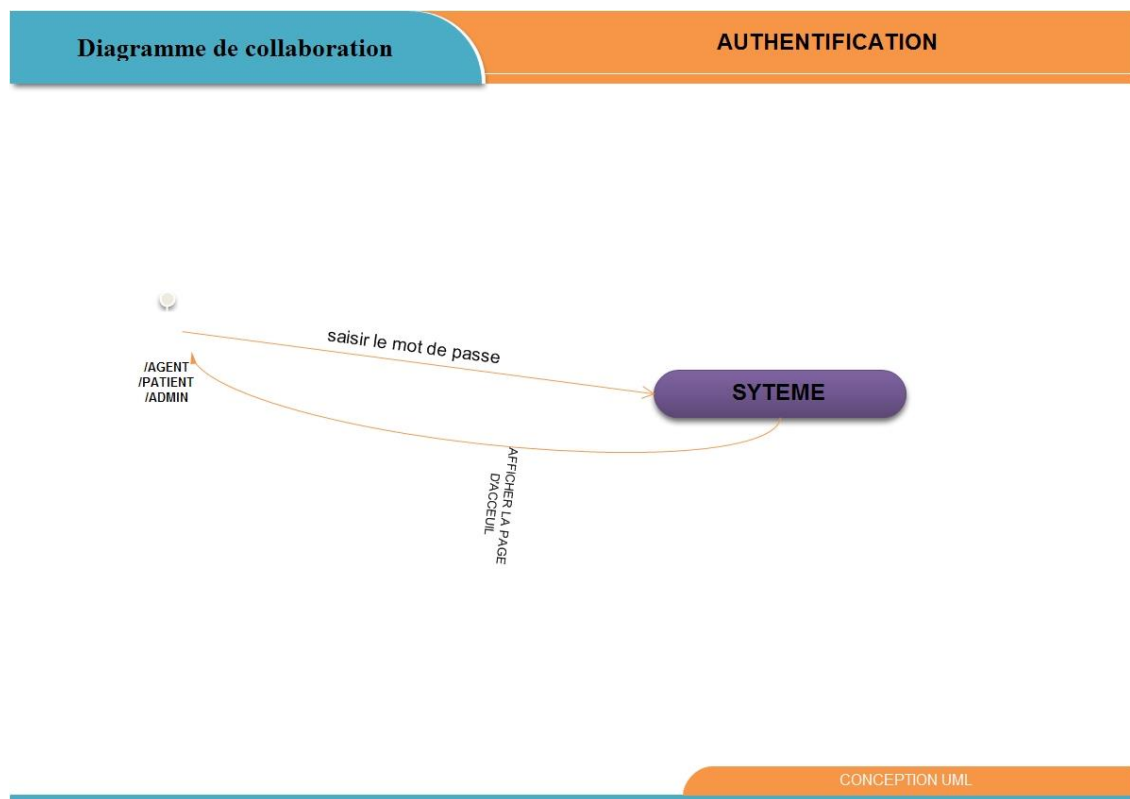 Diagramme de collaboration
AUTHENTIFICATION
saisir le mot de passe
/AGENT
/PATIENT
/ADMIN
SYTEME
AFFICHER LA PAGE
D'ACCEUIL
CONCEPTION UML